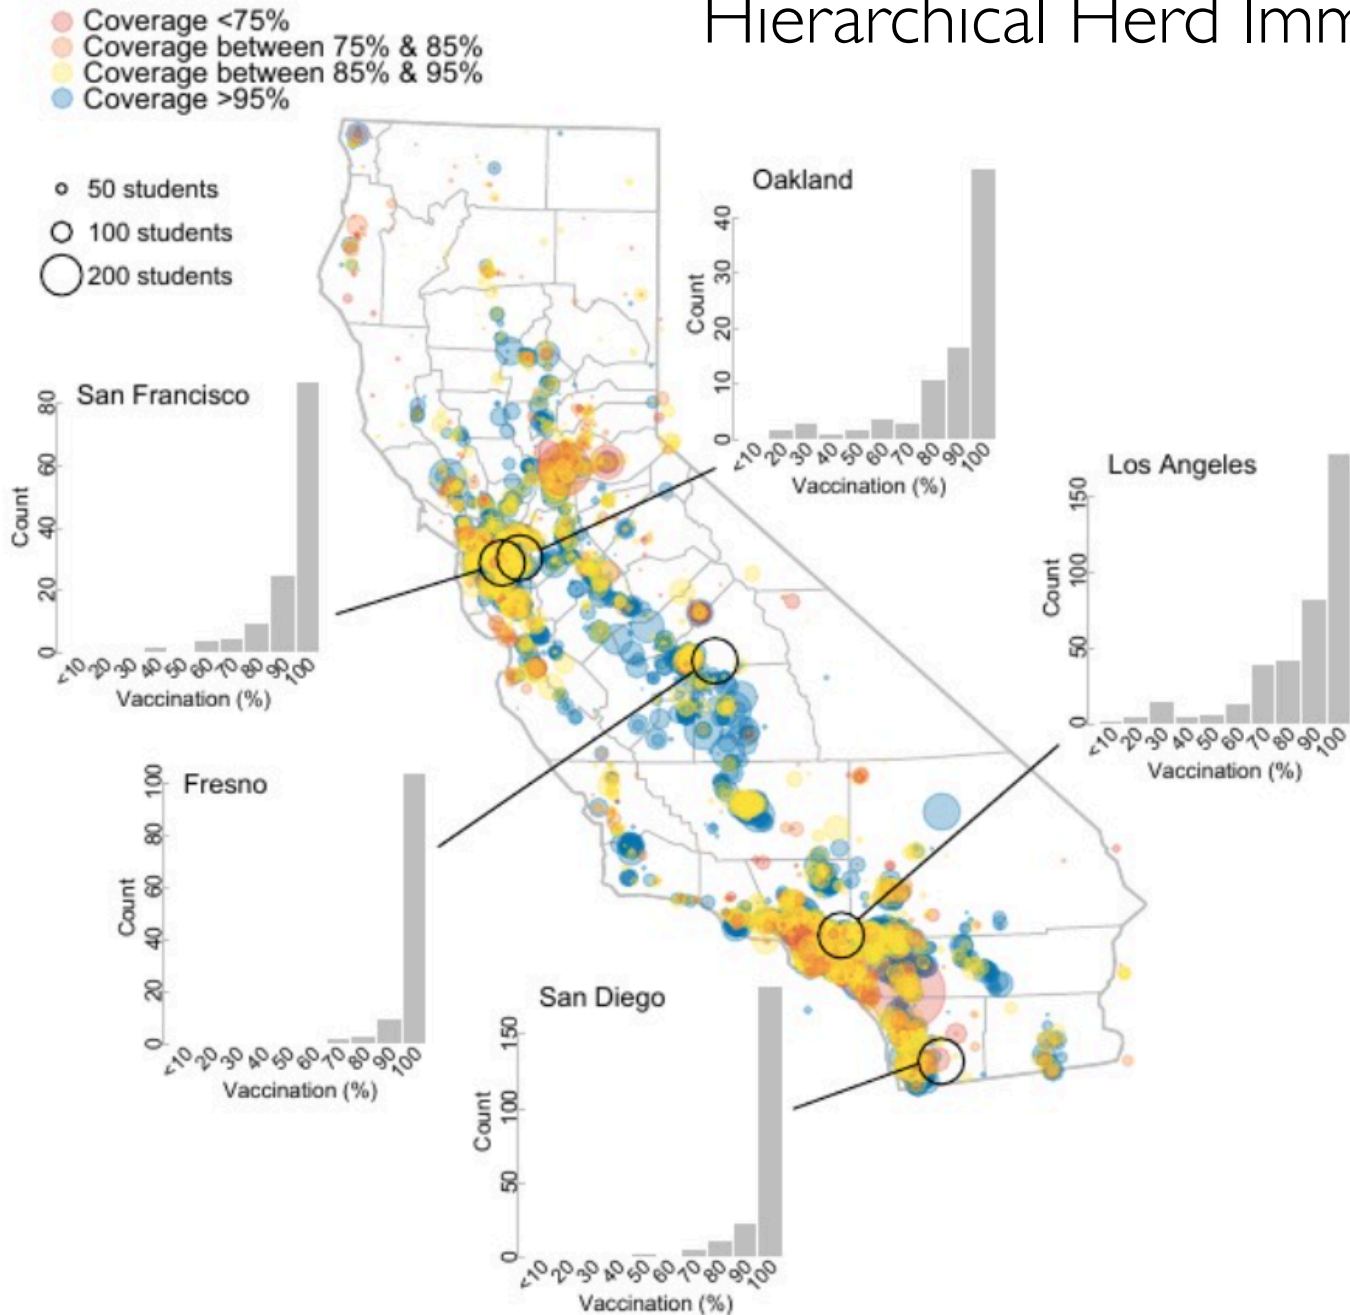 Hierarchical Herd Imm
Coverage <75%
Coverage between 75% & 85%
Coverage between 85% & 95%
Coverage >95%
50 students
100 students
200 students
Oakland
Count
0 10 20 30 40
<10 20 30 40 50 60 70 80 90 100
Vaccination (%)
San Francisco
Count
0 20 40 60 80
<10 20 30 40 50 60 70 80 90 100
Vaccination (%)
Los Angeles
Count
0 50 100 150
<10 20 30 40 50 60 70 80 90 100
Vaccination (%)
Fresno
Count
0 20 40 60 80 100
<10 20 30 40 50 60 70 80 90 100
Vaccination (%)
San Diego
Count
0 50 100 150
<10 20 30 40 50 60 70 80 90 100
Vaccination (%)